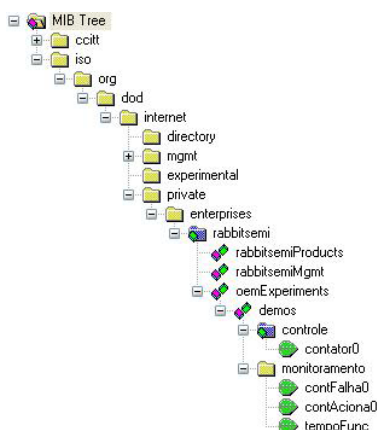 MIB Tree
ccitt
iso
org
dod
internet
directory
mgmt
experimental
private
enterprises
rabbitsemi
rabbitsemiProducts
rabbitsemiMgmt
oemExperiments
demos
controle
contator0
monitoramento
contFalha0
contAciona0
tempoFunc